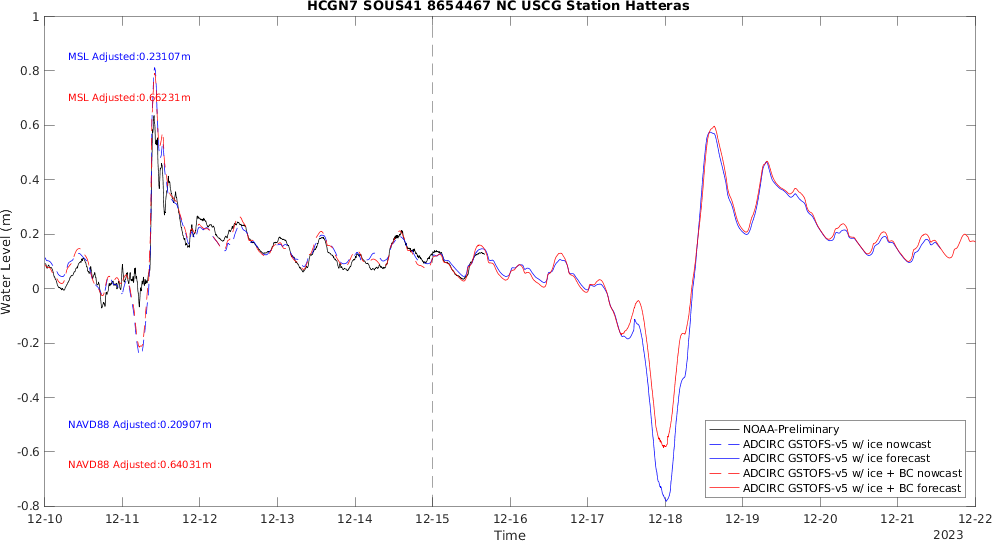 HCGN7 SOUS41 8654467 NC USCG Station Hatteras
MSL Adjusted:0.23107m
MSL Adjusted:0.66231m
NAVD88 Adjusted:0.20907m
NAVD88 Adjusted:0.64031m
Water Level (m)
1
0.8
0.6
0.4
0.2
0
-0.2
-0.4
-0.6
-0.8
NOAA-Preliminary
ADCIRC GSTOFS-v5 w/ ice nowcast
ADCIRC GSTOFS-v5 w/ ice forecast
ADCIRC GSTOFS-v5 w/ ice + BC nowcast
ADCIRC GSTOFS-v5 w/ ice + BC forecast
12-10 12-11 12-12 12-13 12-14 12-15 12-16 12-17 12-18 12-19 12-20 12-21 12-22
Time
2023